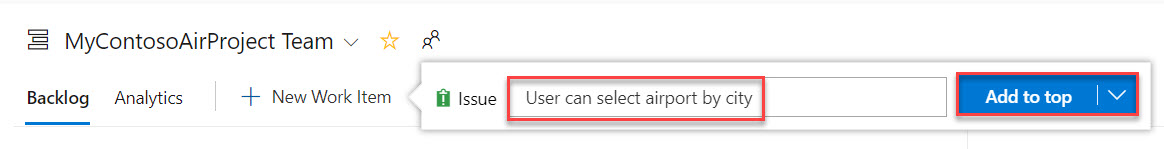 MyContosoAirProject Team
Backlog Analytics New Work Item Issue User can select airport by city Add to top